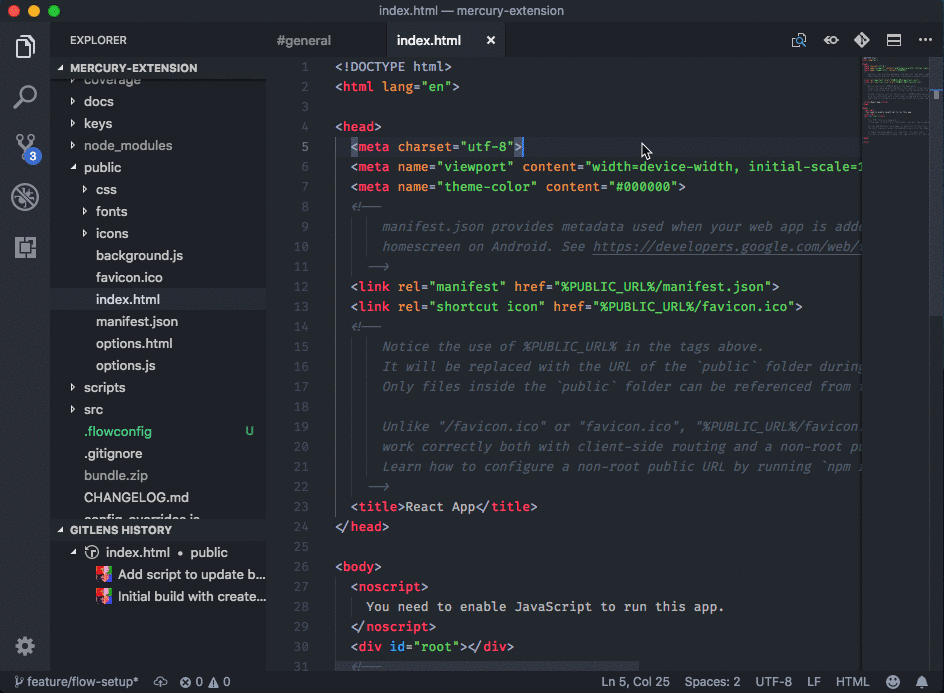 index.html — mercury-extension
EXPLORER
#general
index.html ×
MERCURY-EXTENSION
coverage
docs
keys
node_modules
public
css
fonts
icons
background.js
favicon.ico
index.html
manifest.json
options.html
options.js
scripts
src
.flowconfig U
.gitignore
bundle.zip
CHANGELOG.md
config-overrides.js
GITLENS HISTORY
index.html • public
Add script to update b...
Initial build with create...
3
1 <!DOCTYPE html>
2 <html lang="en">
3
4 <head>
5 <meta charset="utf-8">
6 <meta name="viewport" content="width=device-width, initial-scale=1
7 <meta name="theme-color" content="#000000">
8 <!--
9 manifest.json provides metadata used when your web app is adde
10 homescreen on Android. See https://developers.google.com/web/
11 -->
12 <link rel="manifest" href="%PUBLIC_URL%/manifest.json">
13 <link rel="shortcut icon" href="%PUBLIC_URL%/favicon.ico">
14 <!--
15 Notice the use of %PUBLIC_URL% in the tags above.
16 It will be replaced with the URL of the `public` folder during
17 Only files inside the `public` folder can be referenced from
18
19 Unlike "/favicon.ico" or "favicon.ico", "%PUBLIC_URL%/favicon.
20 work correctly both with client-side routing and a non-root pu
21 Learn how to configure a non-root public URL by running `npm
22 -->
23 <title>React App</title>
24 </head>
25
26 <body>
27 <noscript>
28 You need to enable JavaScript to run this app.
29 </noscript>
30 <div id="root"></div>
31 <!--
feature/flow-setup* 0 0 Ln 5, Col 25 Spaces: 2 UTF-8 LF HTML